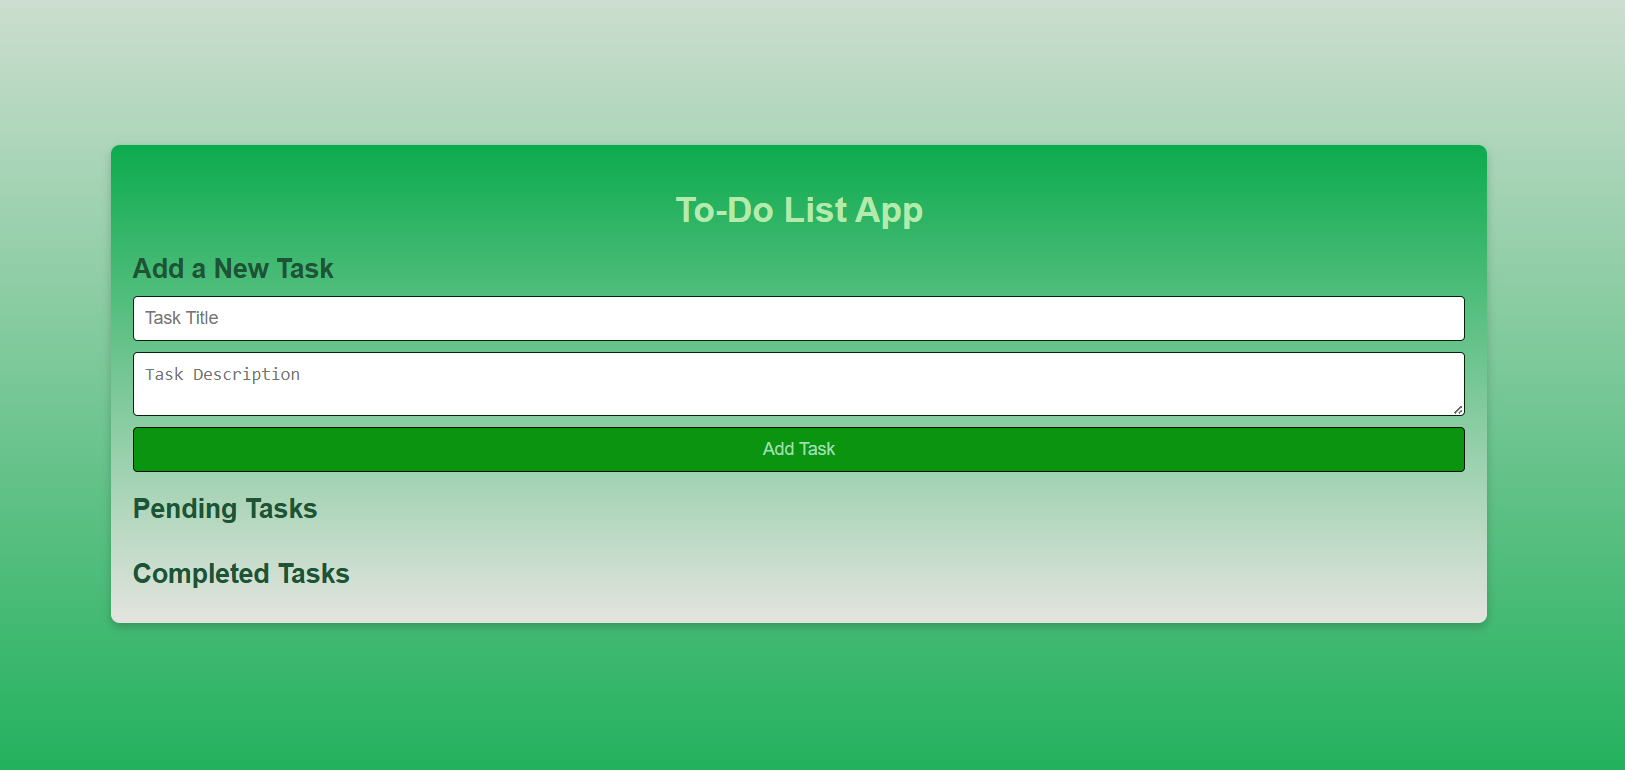 To-Do List App
Add a New Task
Task Title
Task Description
Add Task
Pending Tasks
Completed Tasks